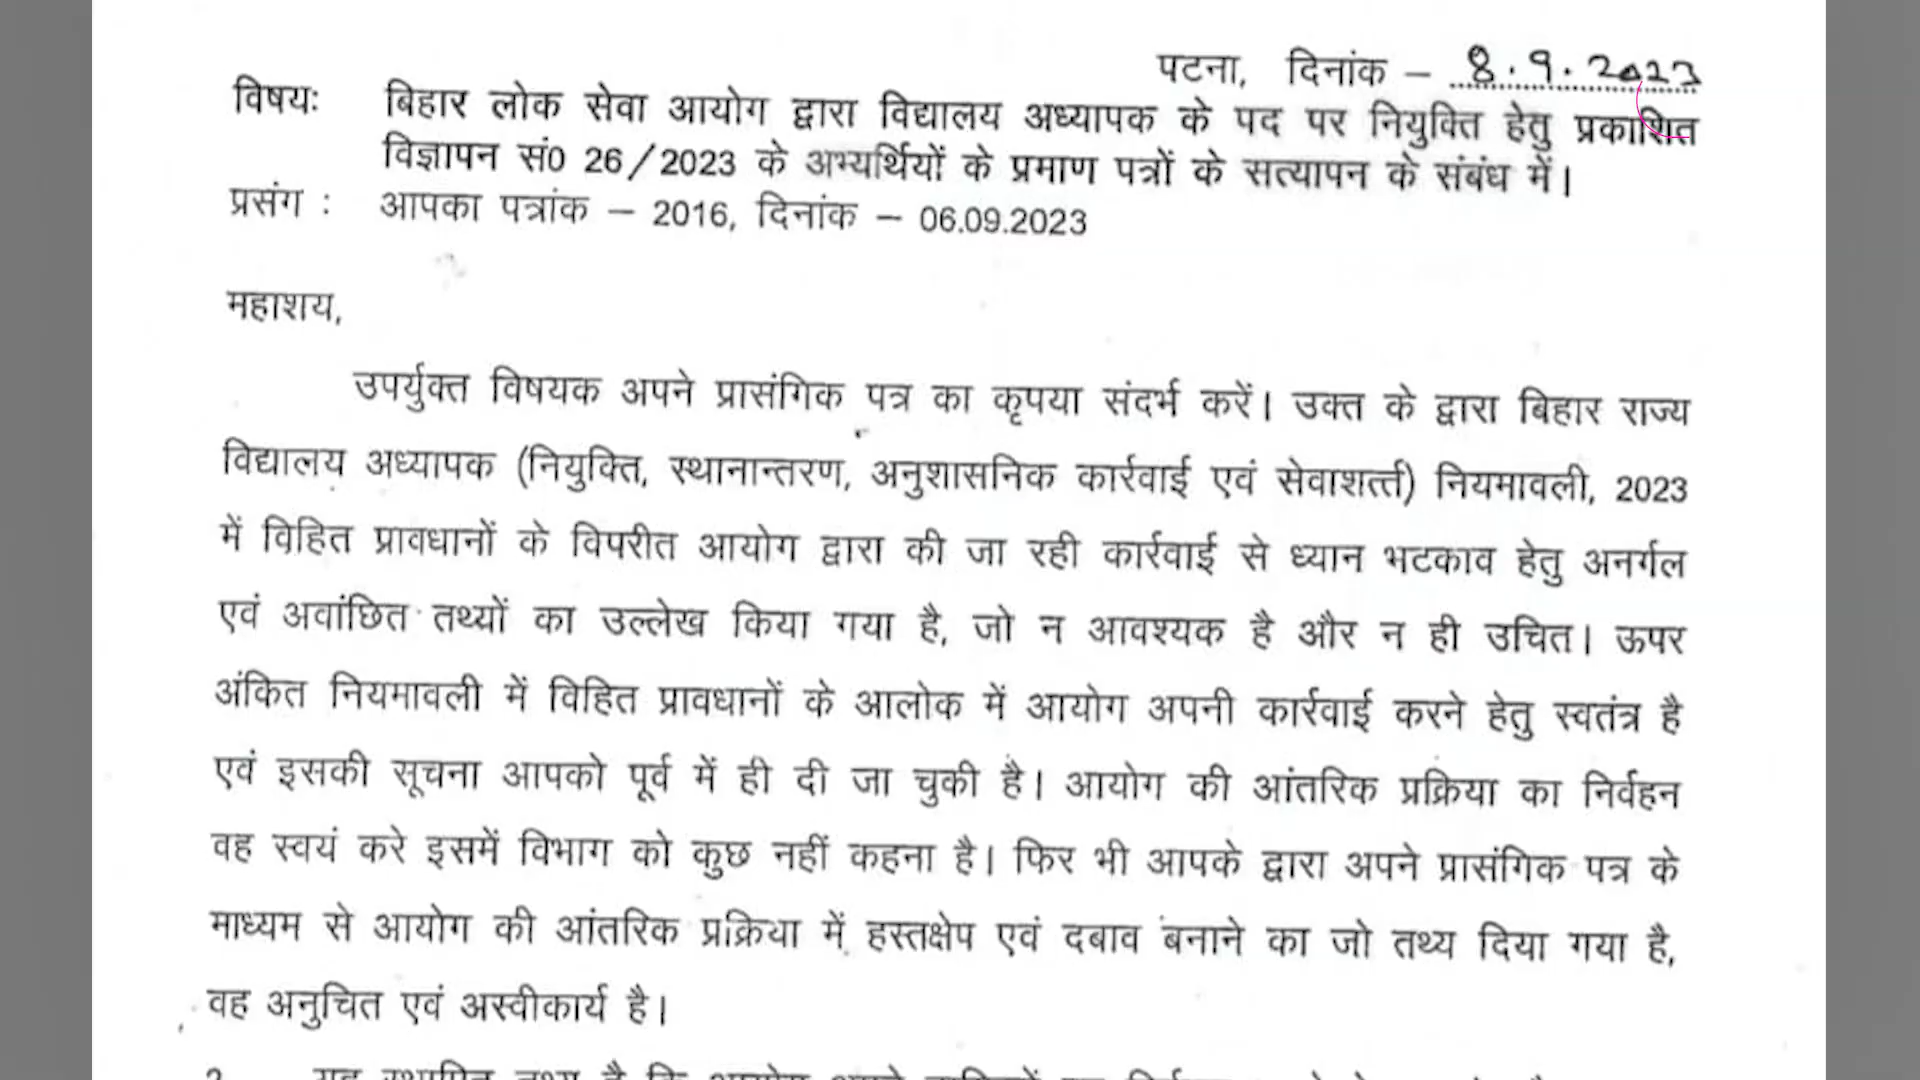 पटना, दिनांक – 8.9.2023
विषयः बिहार लोक सेवा आयोग द्वारा विद्यालय अध्यापक के पद पर नियुक्ति हेतु प्रकाशित
विज्ञापन सं0 26/2023 के अभ्यर्थियों के प्रमाण पत्रों के सत्यापन के संबंध में।
प्रसंग : आपका पत्रांक – 2016, दिनांक – 06.09.2023
महाशय,
उपर्युक्त विषयक अपने प्रासंगिक पत्र का कृपया संदर्भ करें। उक्त के द्वारा बिहार राज्य
विद्यालय अध्यापक (नियुक्ति, स्थानान्तरण, अनुशासनिक कार्रवाई एवं सेवाशर्त्त) नियमावली, 2023
में विहित प्रावधानों के विपरीत आयोग द्वारा की जा रही कार्रवाई से ध्यान भटकाव हेतु अनर्गल
एवं अवांछित तथ्यों का उल्लेख किया गया है, जो न आवश्यक है और न ही उचित। ऊपर
अंकित नियमावली में विहित प्रावधानों के आलोक में आयोग अपनी कार्रवाई करने हेतु स्वतंत्र है
एवं इसकी सूचना आपको पूर्व में ही दी जा चुकी है। आयोग की आंतरिक प्रक्रिया का निर्वहन
वह स्वयं करे इसमें विभाग को कुछ नहीं कहना है। फिर भी आपके द्वारा अपने प्रासंगिक पत्र के
माध्यम से आयोग की आंतरिक प्रक्रिया में हस्तक्षेप एवं दबाव बनाने का जो तथ्य दिया गया है,
वह अनुचित एवं अस्वीकार्य है।